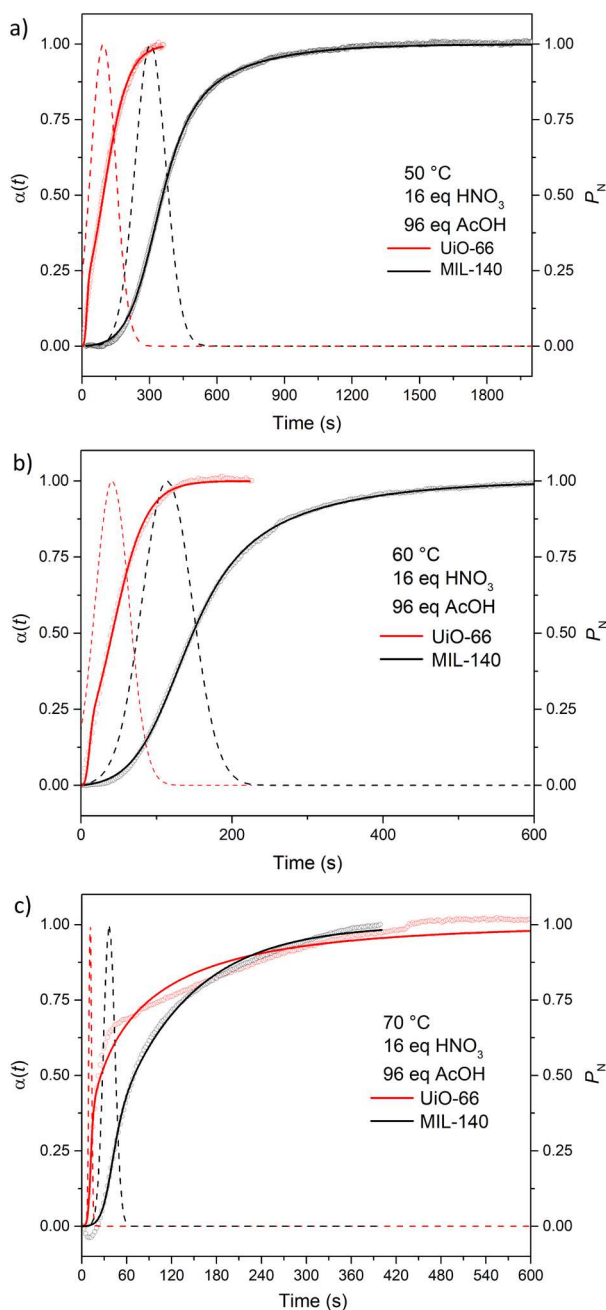 a)
1.00
0.75
0.50
0.25
0.00
α(t)
1.00
0.75
0.50
0.25
0.00
P_N
50 °C
16 eq HNO₃
96 eq AcOH
UiO-66
MIL-140
0 300 600 900 1200 1500 1800
Time (s)
b)
1.00
0.75
0.50
0.25
0.00
α(t)
1.00
0.75
0.50
0.25
0.00
P_N
60 °C
16 eq HNO₃
96 eq AcOH
UiO-66
MIL-140
0 200 400 600
Time (s)
c)
1.00
0.75
0.50
0.25
0.00
α(t)
1.00
0.75
0.50
0.25
0.00
P_N
70 °C
16 eq HNO₃
96 eq AcOH
UiO-66
MIL-140
0 60 120 180 240 300 360 420 480 540 600
Time (s)